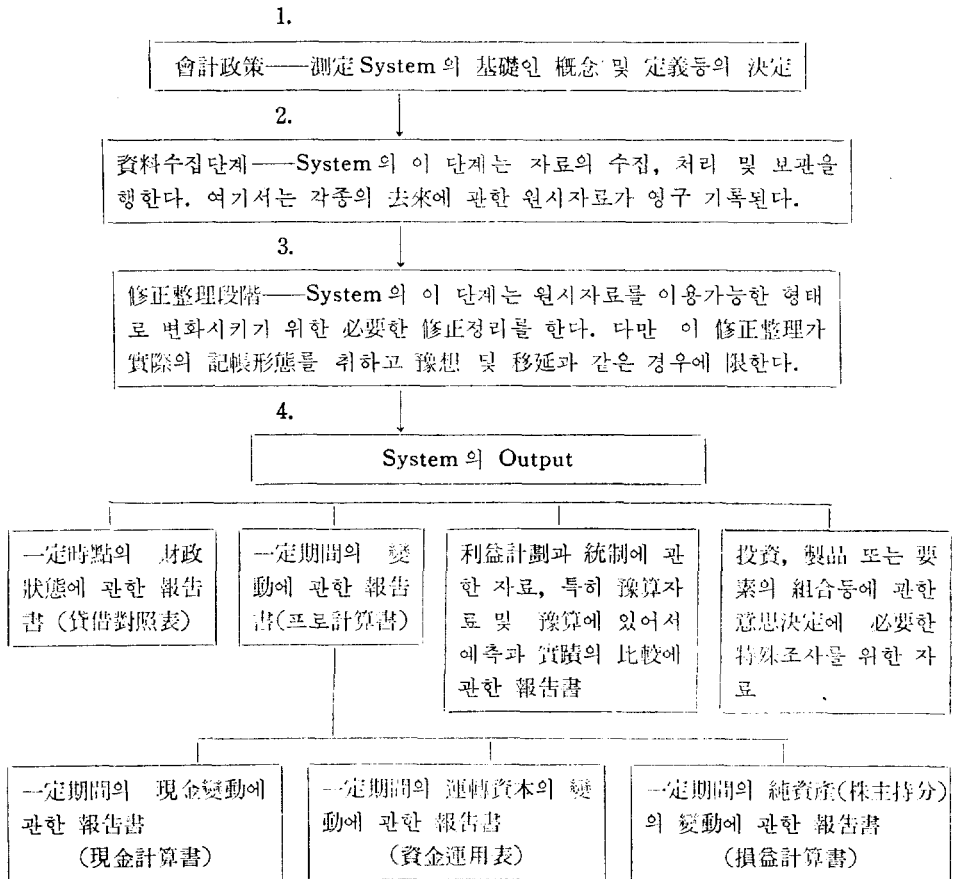 1.
會計政策——測定 System 의 基礎인 槪念 및 定義등의 決定
2.
資料수집단계——System의 이 단계는 자료의 수집, 처리 및 보관을
행한다. 여기서는 각종의 去來에 관한 원시자료가 영구 기록된다.
3.
修正整理段階——System의 이 단계는 원시자료를 이용가능한 형태
로 변화시키기 위한 必要한 修正정리를 한다. 다만 이 修正整理가
實際의 記帳形態를 취하고 豫想 및 移延과 같은 경우에 限한다.
4.
System 의 Output
一定時點의 財政
狀態에 관한 報告
書 (貸借對照表)
一定期間의 變
動에 관한 報告
書(프로計算書)
利益計劃과 統制에 관
한 자료, 특히 豫算자
료 및 豫算에 있어서
예측과 實蹟의 比較에
관한 報告書
投資, 製品 또는 要
素의 組合등에 관한
意思決定에 必要한
特殊조사를 위한 자
료
一定期間의 現金變動에
관한 報告書
(現金計算書)
一定期間의 運轉資本의 變
動에 관한 報告書
(資金運用表)
一定期間의 純資産(株主持分)
의 變動에 관한 報告書
(損益計算書)